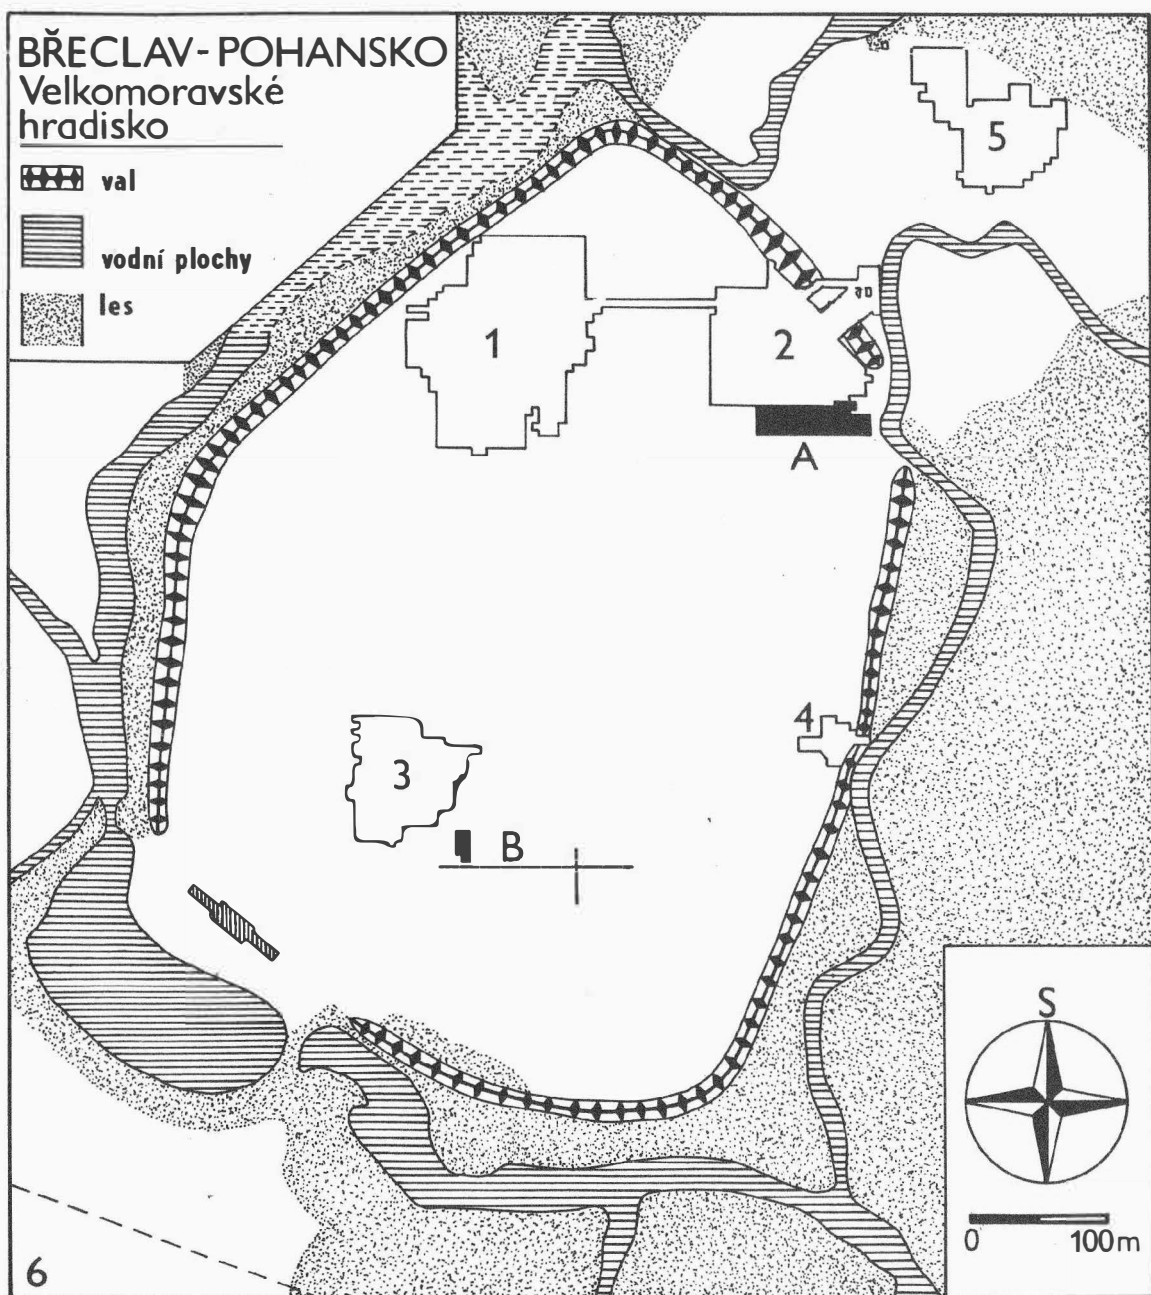 BŘECLAV-POHANSKO
Velkomoravské
hradisko
val
vodní plochy
les
1
2
3
4
5
A
B
S
0 100m
6